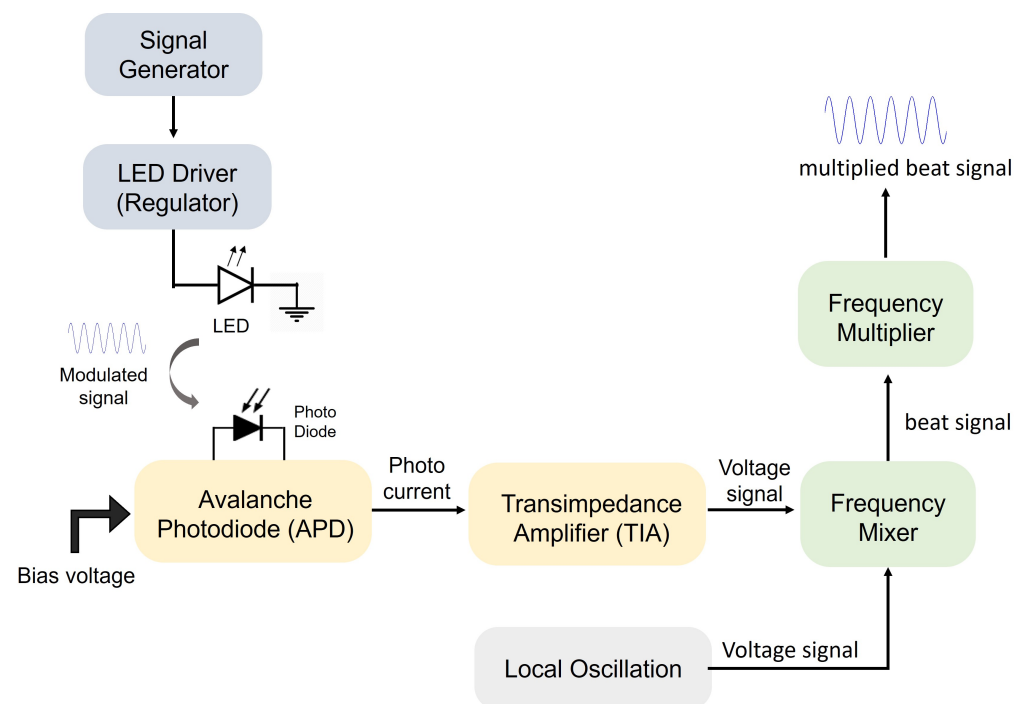 Signal
Generator
LED Driver
(Regulator)
LED
Modulated
signal
Photo
Diode
Avalanche
Photodiode (APD)
Bias voltage
Photo
current
Transimpedance
Amplifier (TIA)
Voltage
signal
Frequency
Mixer
Local Oscillation
Voltage signal
beat signal
Frequency
Multiplier
multiplied beat signal